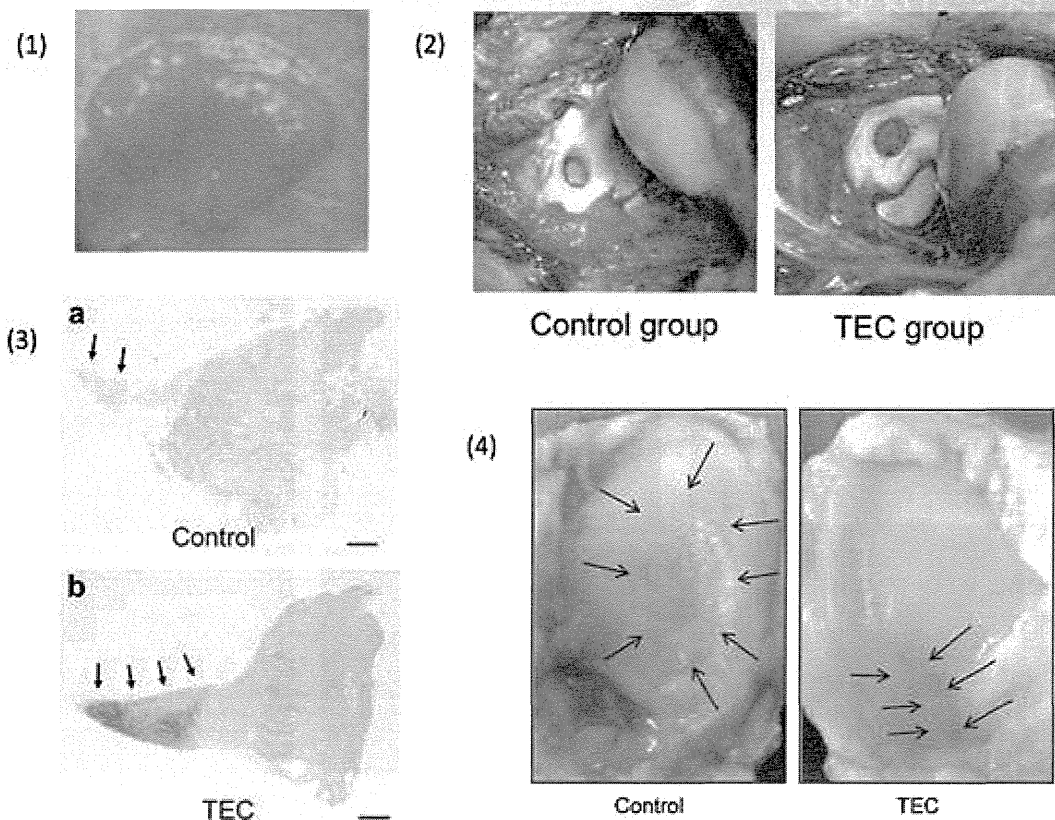 (1)
(2)
Control group
TEC group
(3)
a
Control
b
TEC
(4)
Control
TEC